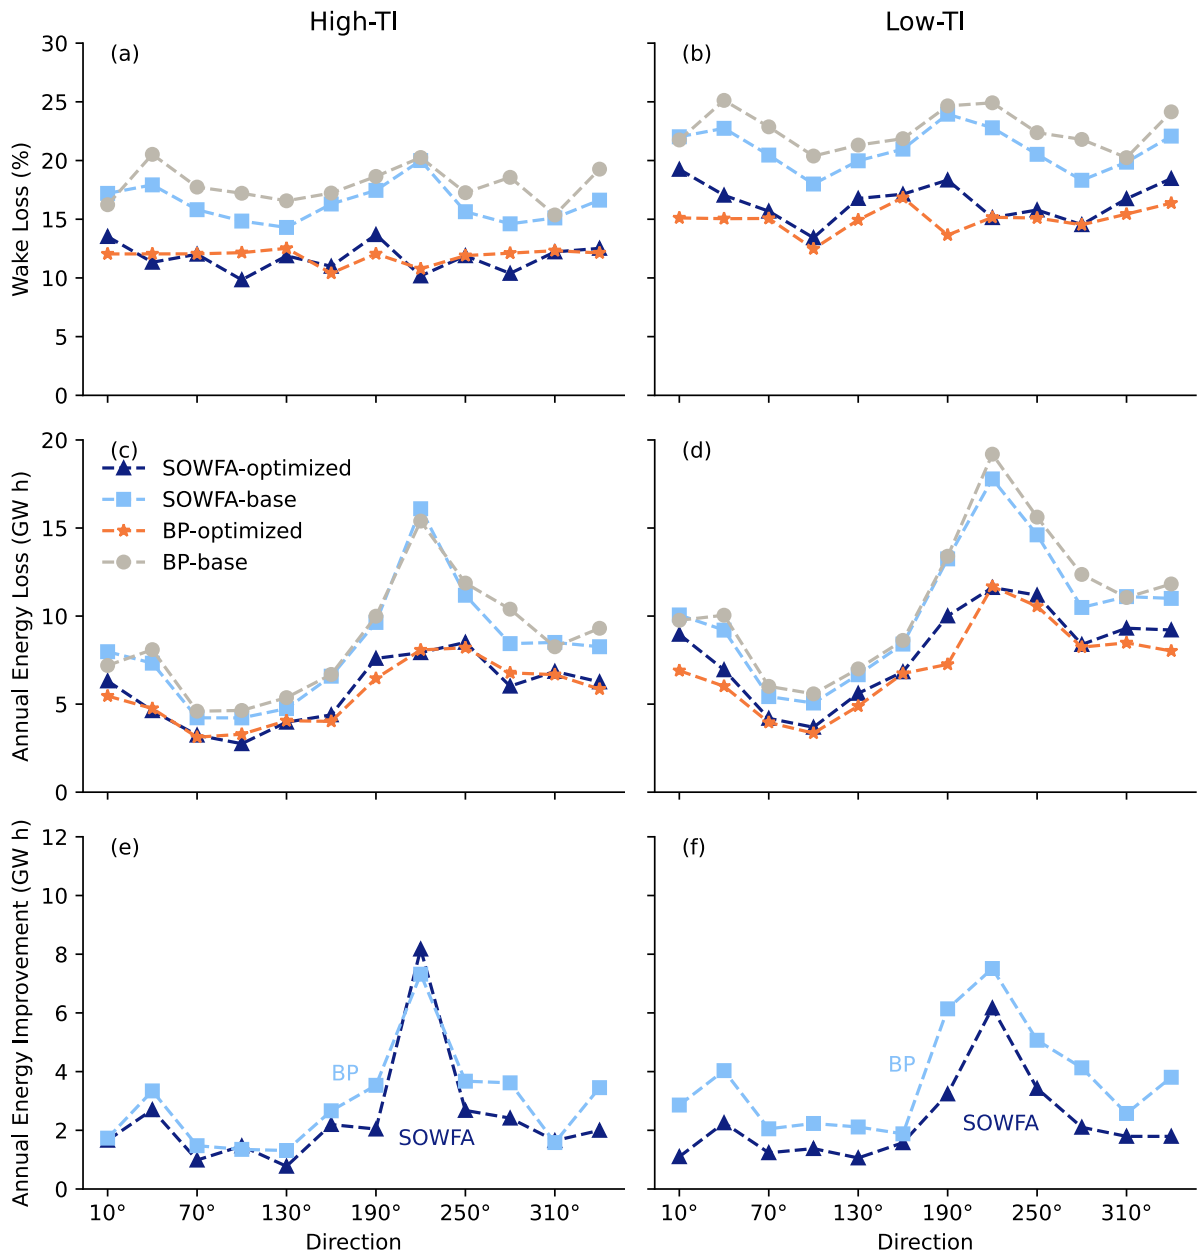 High-TI
Low-TI
Wake Loss (%)
30
25
20
15
10
5
0
(a)
(b)
Annual Energy Loss (GW h)
20
15
10
5
0
(c)
SOWFA-optimized
SOWFA-base
BP-optimized
BP-base
(d)
Annual Energy Improvement (GW h)
12
10
8
6
4
2
0
(e)
BP
SOWFA
(f)
BP
SOWFA
10° 70° 130° 190° 250° 310°
10° 70° 130° 190° 250° 310°
Direction
Direction